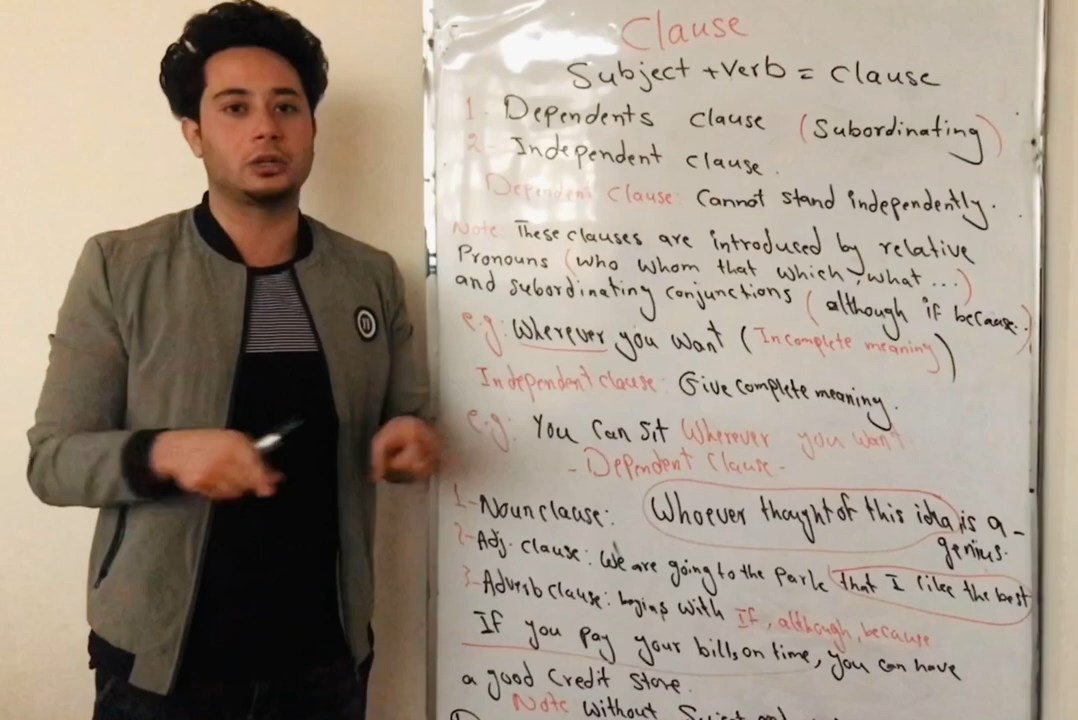 Clause
Subject + Verb = Clause
1- Dependents clause (Subordinating)
2- Independent clause.
Dependent Clause: Cannot stand independently.
Note: These clauses are introduced by relative
Pronouns (who whom that which, what ...)
and subordinating conjunctions (although if because..)
e.g: Wherever you want (Incomplete meaning)
Independent clause: Give complete meaning.
e.g: You Can Sit Wherever you want
- Dependent Clause -
1- Noun clause: Whoever thought of this idea is a -
genius.
2- Adj. clause: We are going to the Park that I like the best
3- Adverb clause: begins with If, although, because
If you pay your bills on time, you can have
a good Credit Store.
Note Without and